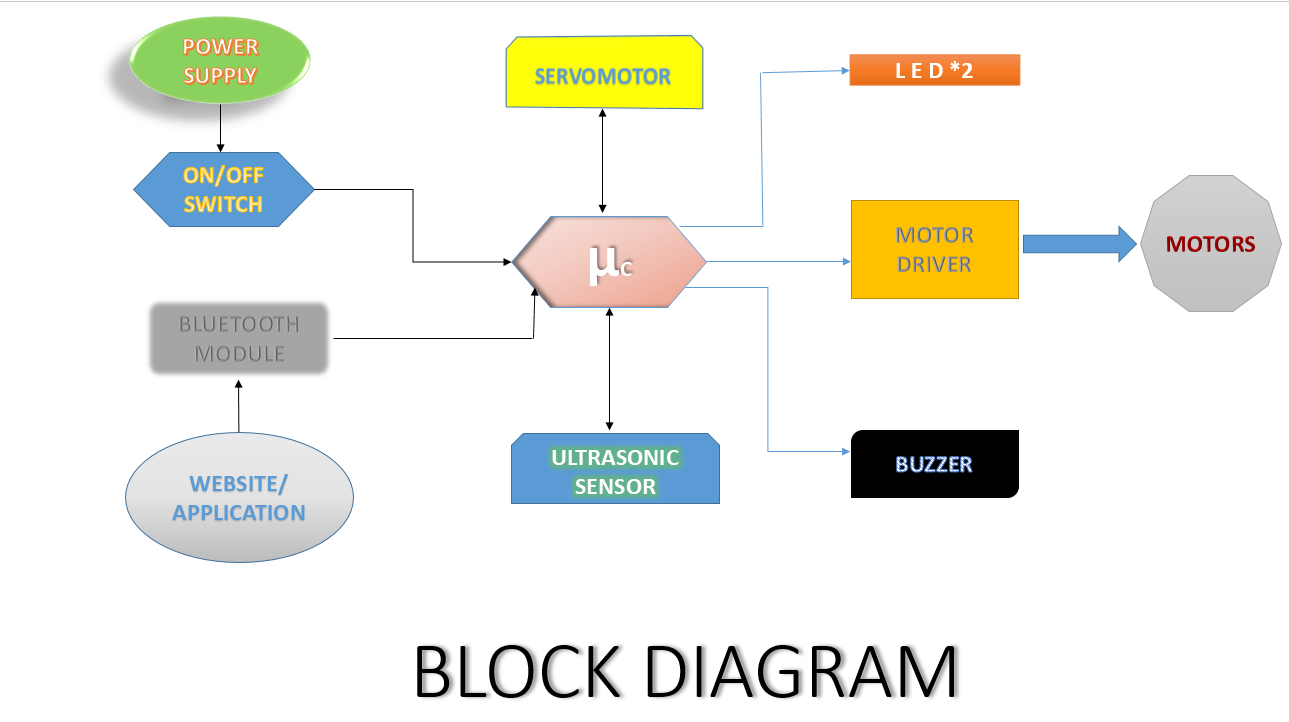 POWER
SUPPLY
SERVOMOTOR
L E D *2
ON/OFF
SWITCH
μc
MOTOR
DRIVER
MOTORS
BLUETOOTH
MODULE
ULTRASONIC
SENSOR
BUZZER
WEBSITE/
APPLICATION
BLOCK DIAGRAM